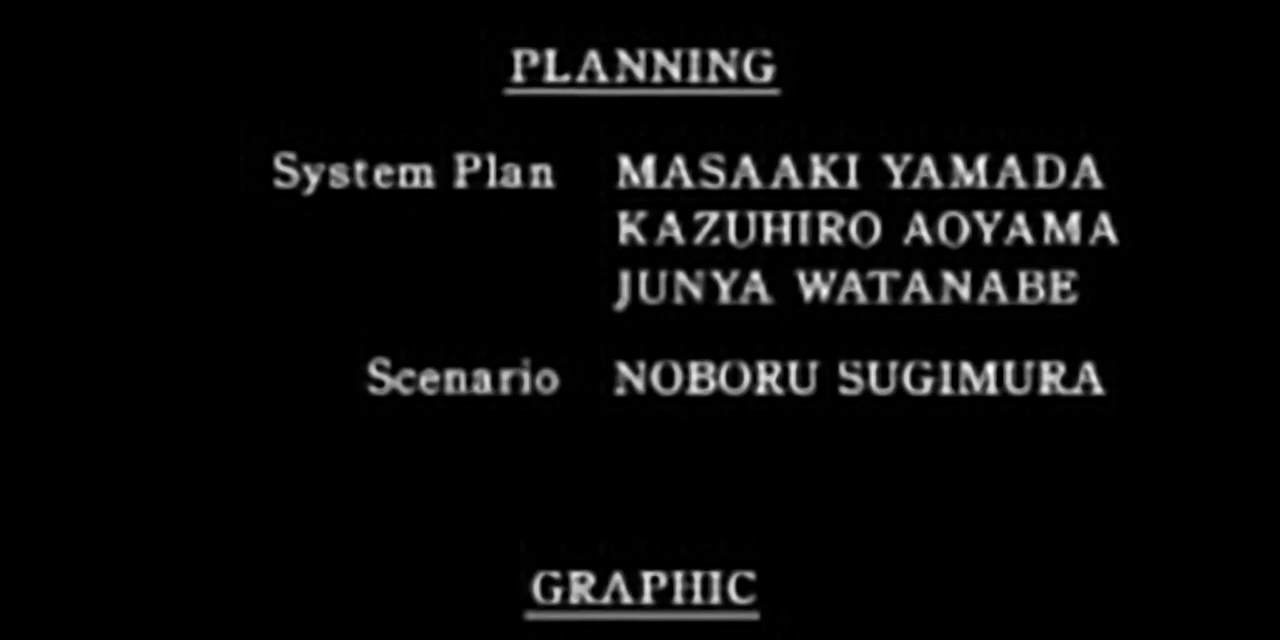 PLANNING
System Plan MASAAKI YAMADA
KAZUHIRO AOYAMA
JUNYA WATANABE
Scenario NOBORU SUGIMURA
GRAPHIC